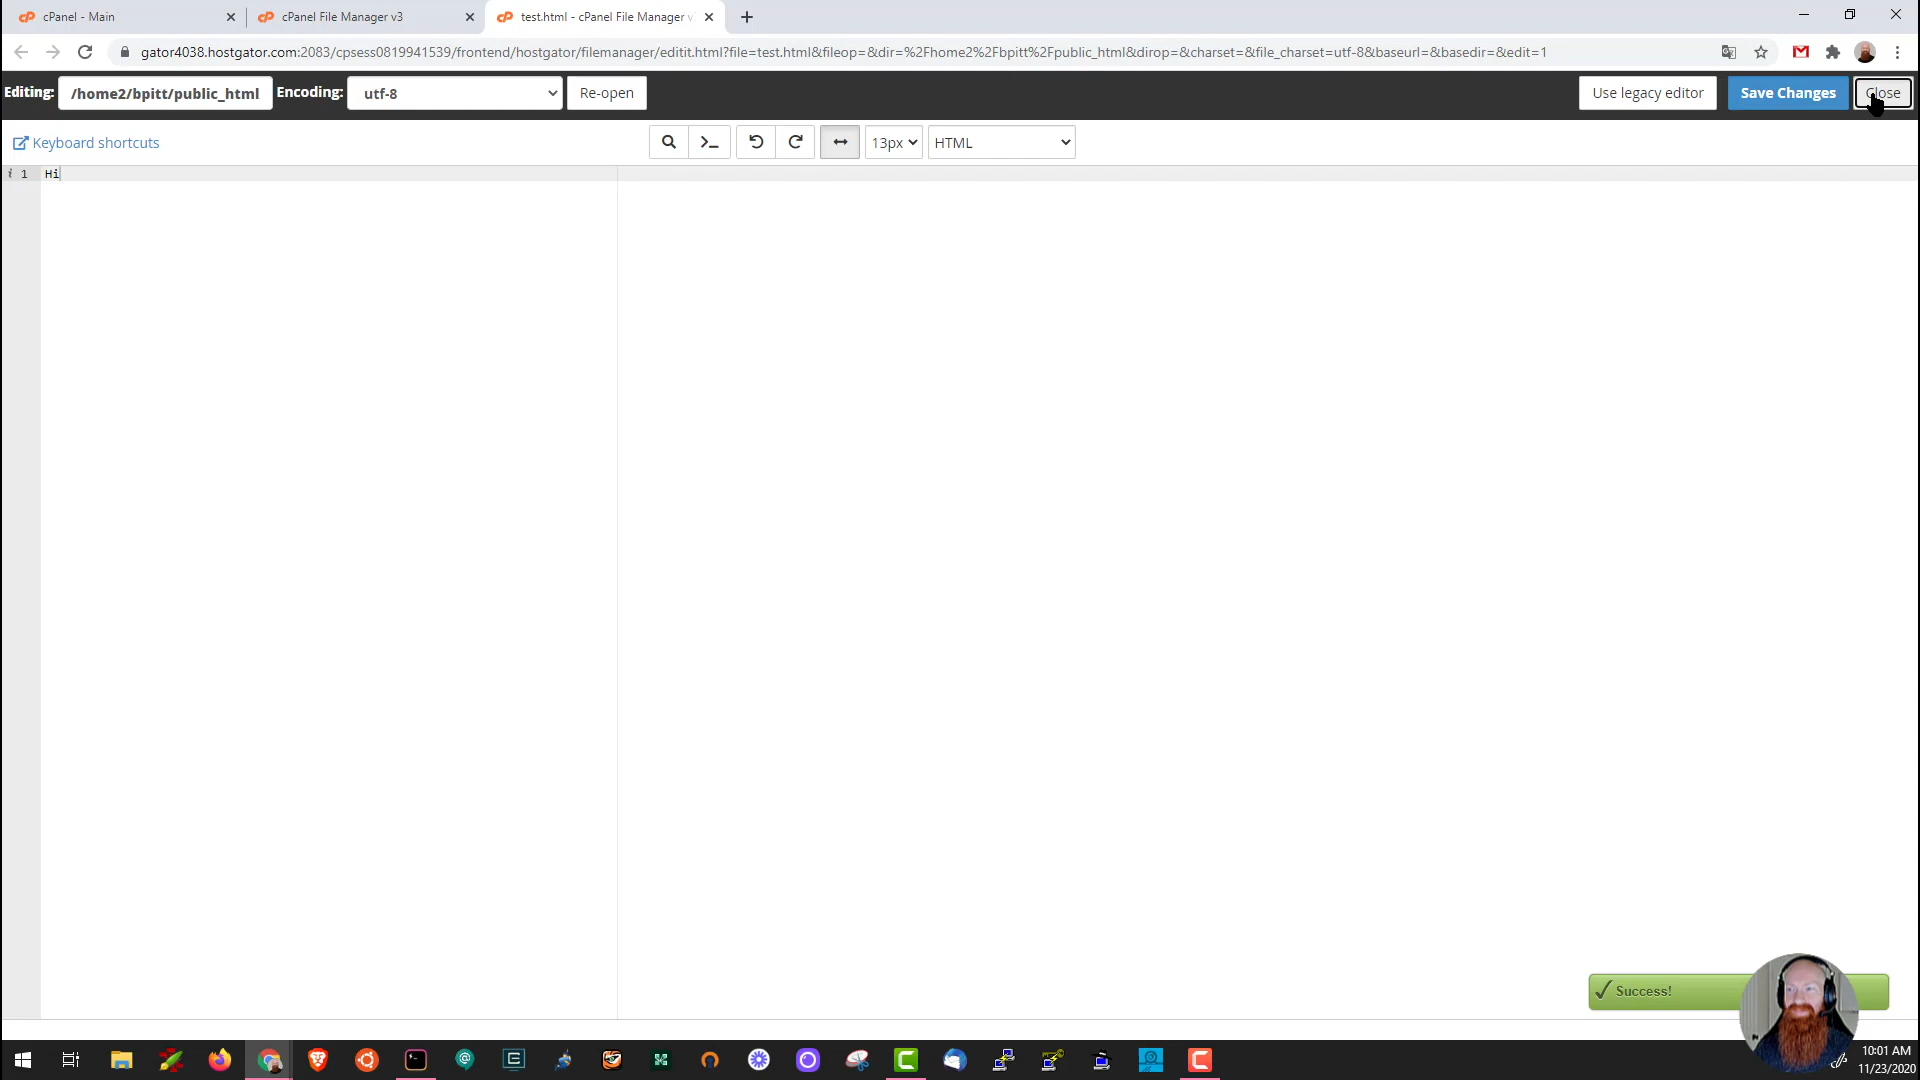 cPanel - Main
cPanel File Manager v3
test.html - cPanel File Manager v
gator4038.hostgator.com:2083/cpsess0819941539/frontend/hostgator/filemanager/editit.html?file=test.html&fileop=&dir=%2Fhome2%2Fbpitt%2Fpublic_html&dirop=&charset=&file_charset=utf-8&baseurl=&basedir=&edit=1
Editing: /home2/bpitt/public_html Encoding: utf-8 Re-open Use legacy editor Save Changes Close
Keyboard shortcuts 13px HTML
i 1 Hi
Success!
10:01 AM
11/23/2020